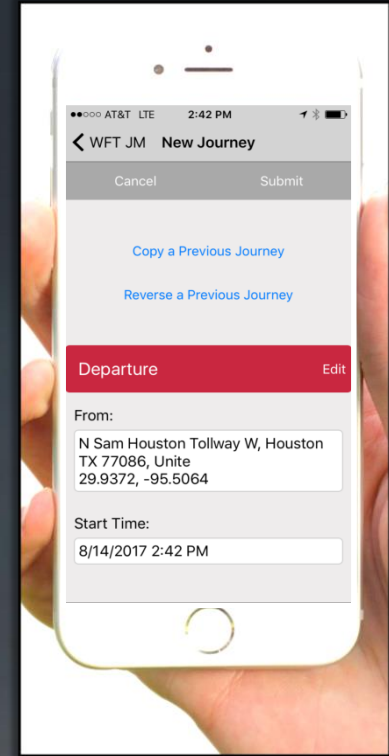 AT&T LTE 2:42 PM
WFT JM New Journey
Cancel Submit
Copy a Previous Journey
Reverse a Previous Journey
Departure Edit
From:
N Sam Houston Tollway W, Houston
TX 77086, Unite
29.9372, -95.5064
Start Time:
8/14/2017 2:42 PM